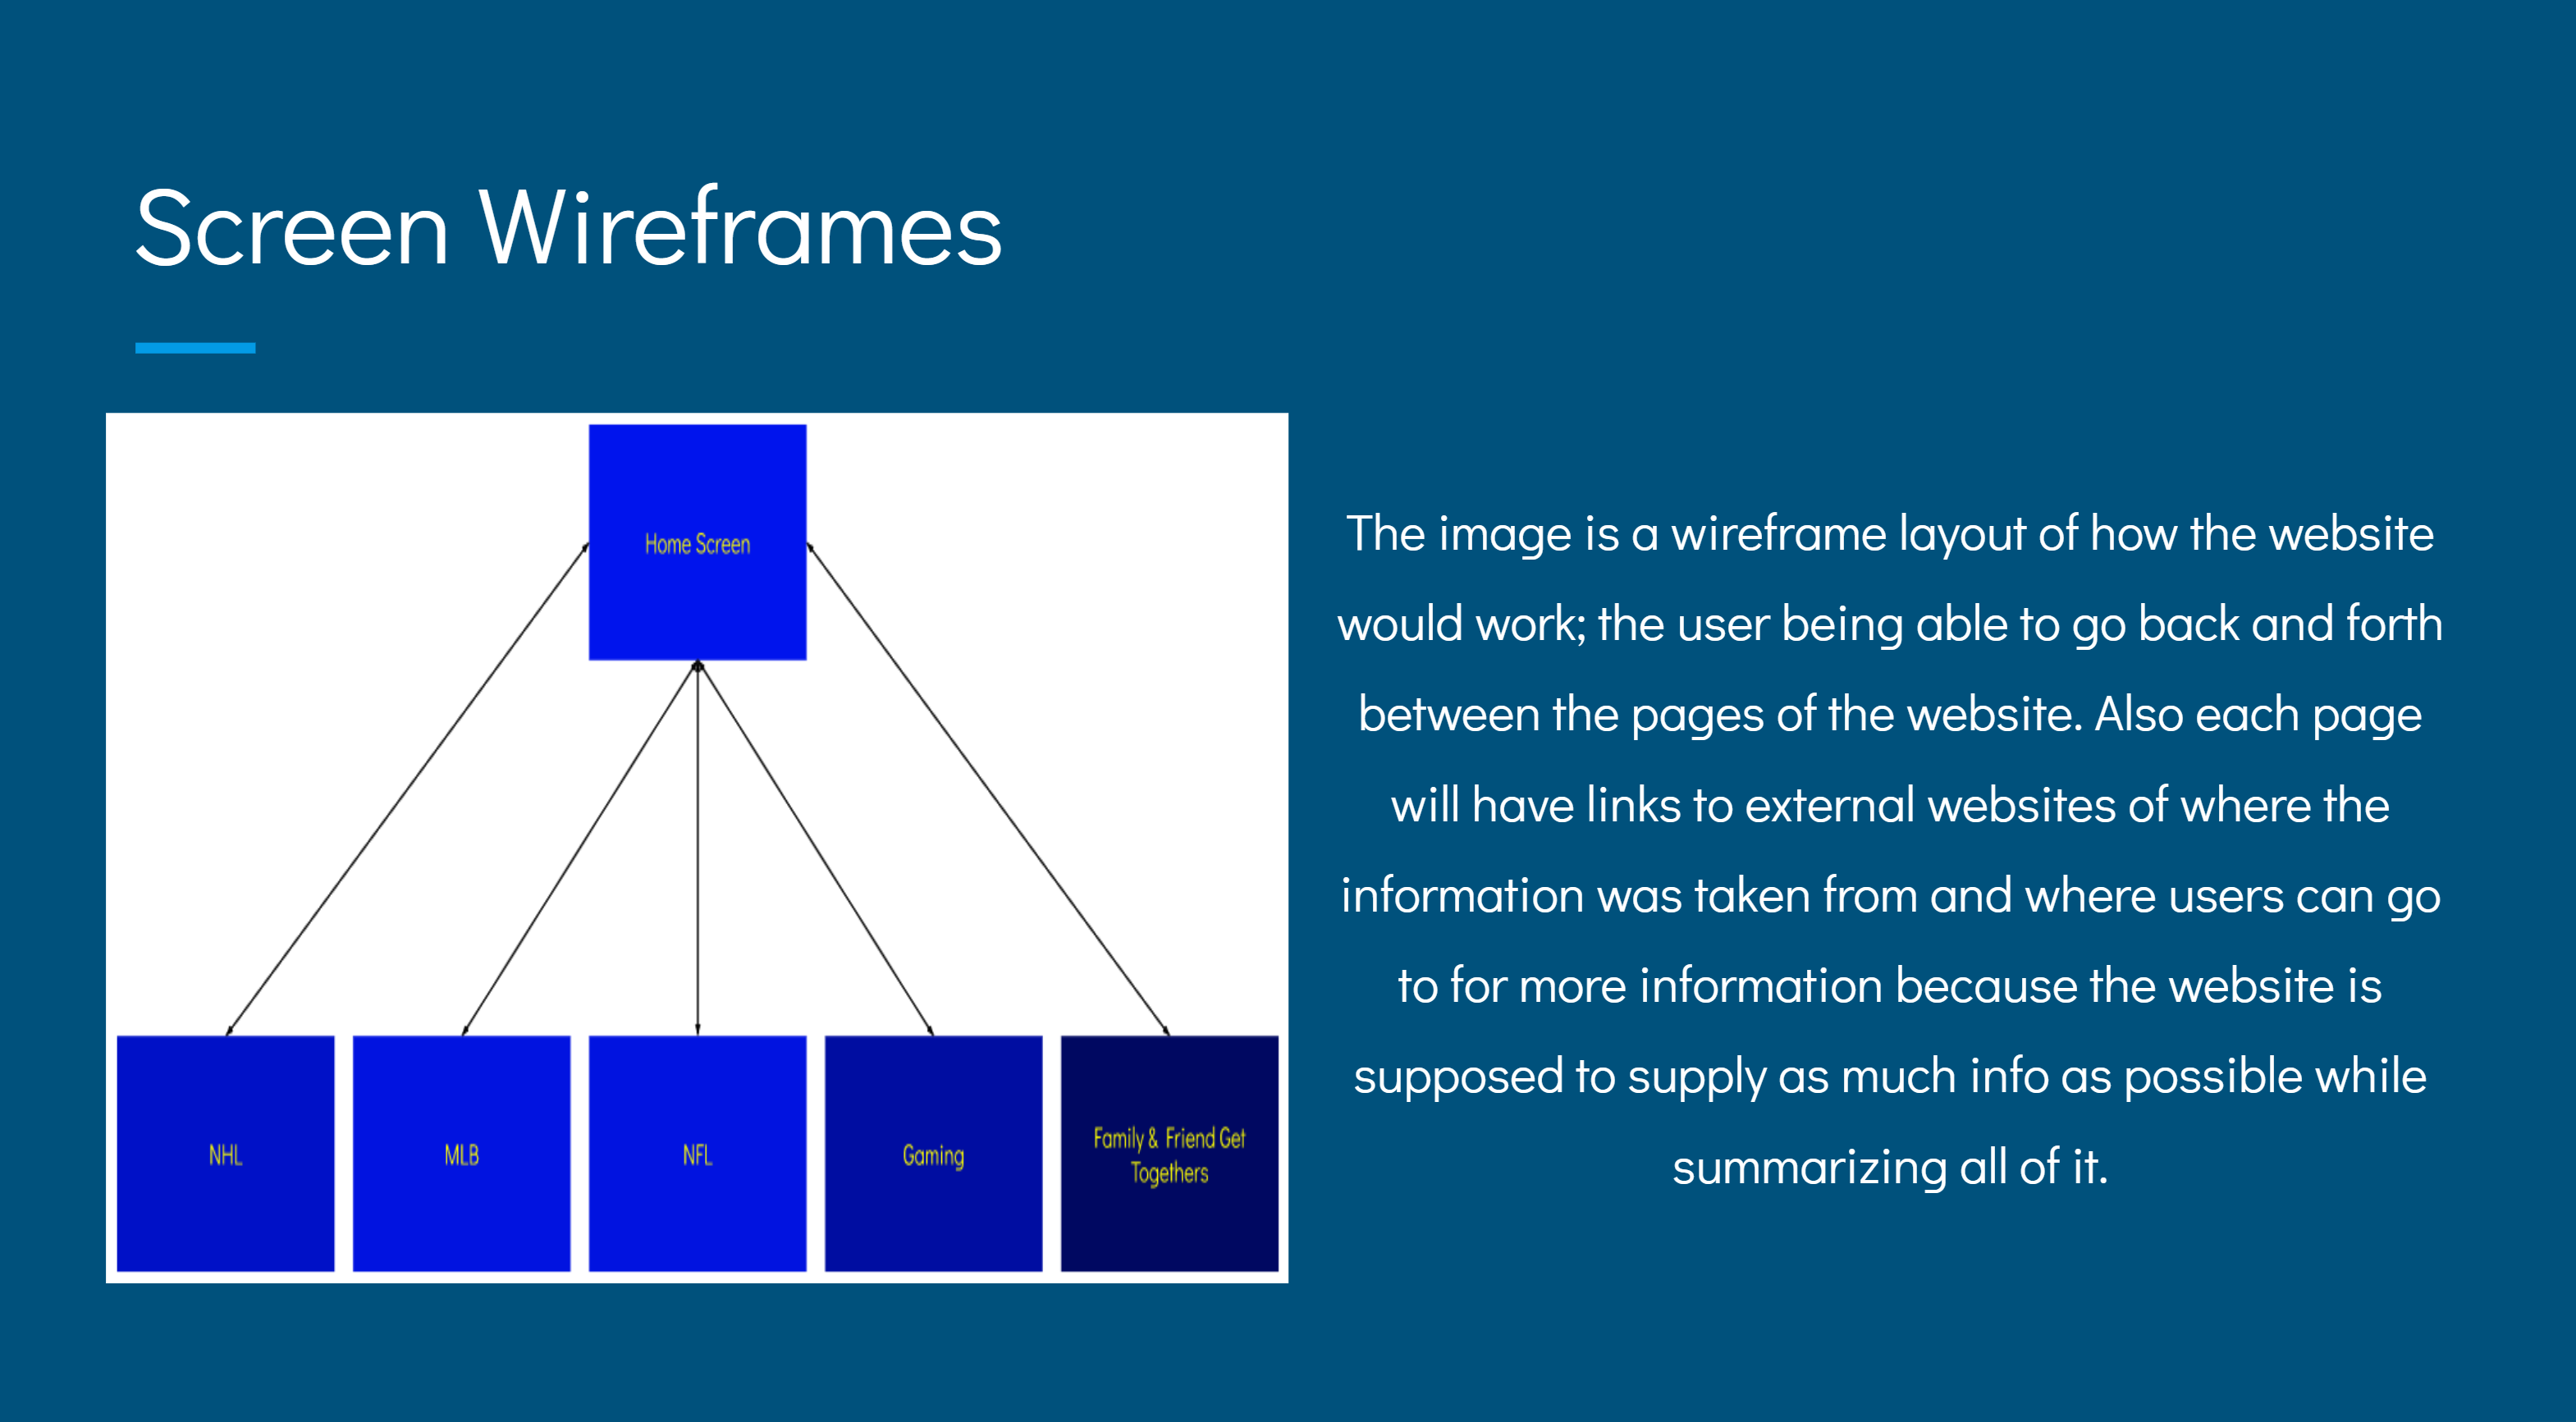 Screen Wireframes
Home Screen
NHL
MLB
NFL
Gaming
Family & Friend Get
Togethers
The image is a wireframe layout of how the website
would work; the user being able to go back and forth
between the pages of the website. Also each page
will have links to external websites of where the
information was taken from and where users can go
to for more information because the website is
supposed to supply as much info as possible while
summarizing all of it.